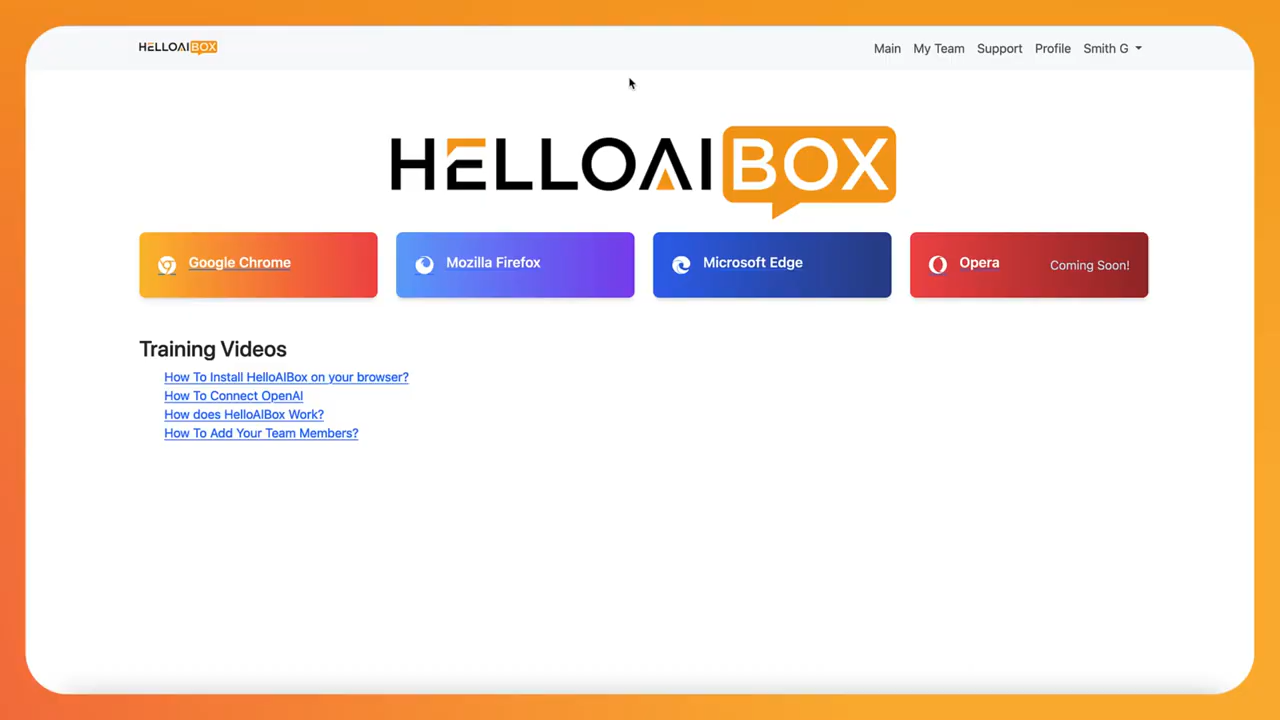 HELLOAIBOX
Main My Team Support Profile Smith G
HELLOAIBOX
Google Chrome
Mozilla Firefox
Microsoft Edge
Opera Coming Soon!
Training Videos
How To Install HelloAIBox on your browser?
How To Connect OpenAI
How does HelloAIBox Work?
How To Add Your Team Members?